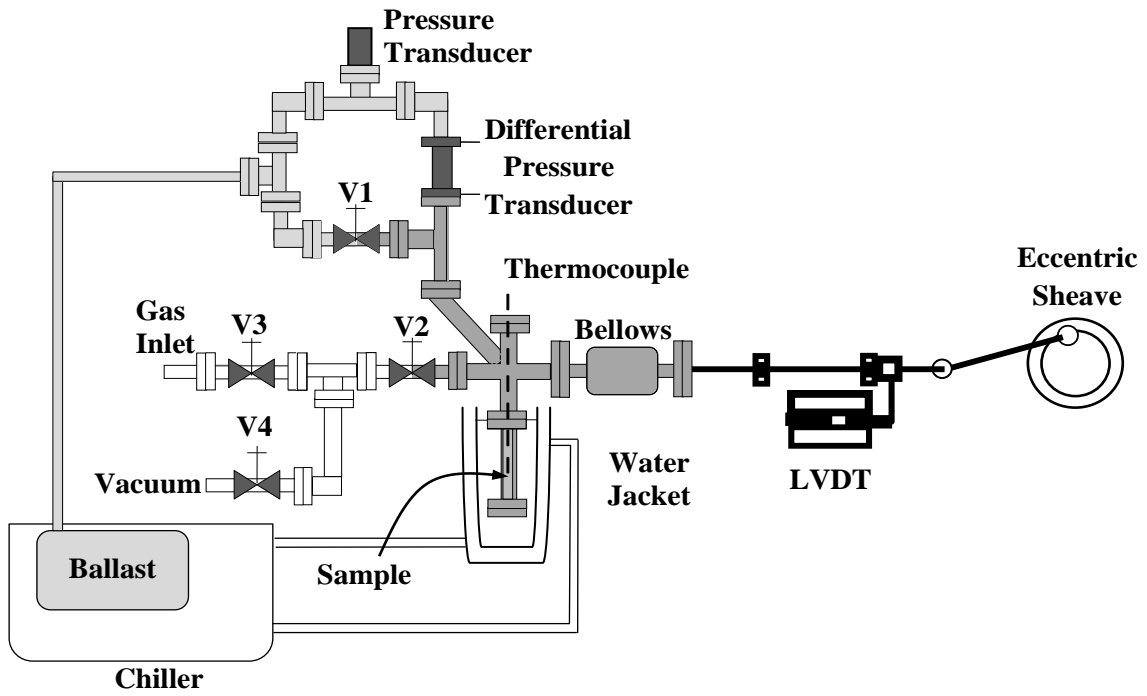 Pressure
Transducer
Differential
Pressure
Transducer
V1
Thermocouple
Eccentric
Sheave
Gas
Inlet
V3
V2
Bellows
V4
Vacuum
Water
Jacket
LVDT
Ballast
Sample
Chiller